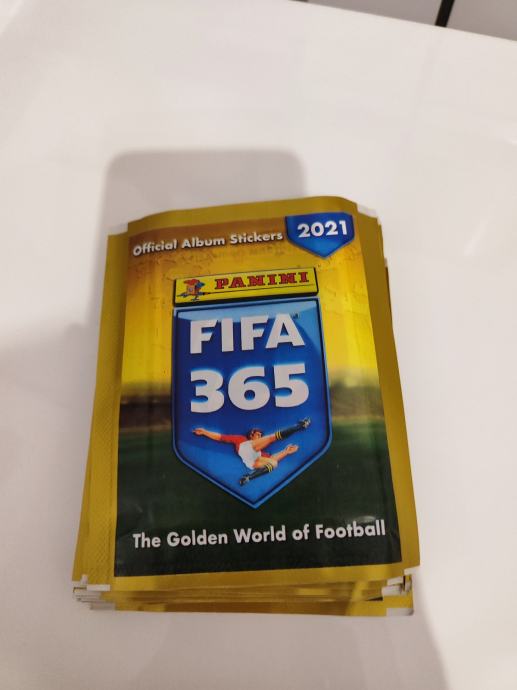 Official Album Stickers
2021
PANINI
FIFA
365
The Golden World of Football